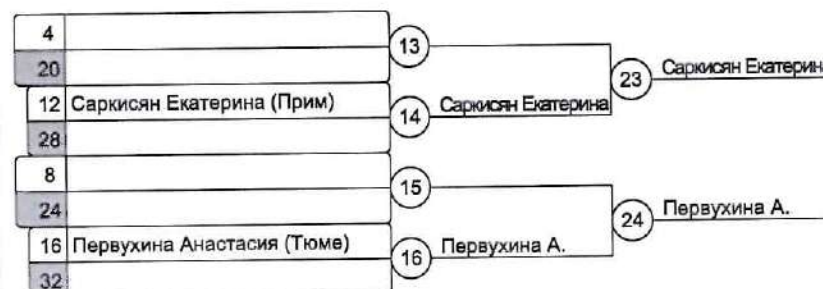 4
13
20
23 Саркисян Екатерина
12 Саркисян Екатерина (Прим)
14 Саркисян Екатерина
28
8
15
24
24 Первухина А.
16 Первухина Анастасия (Тюме)
16 Первухина А.
32